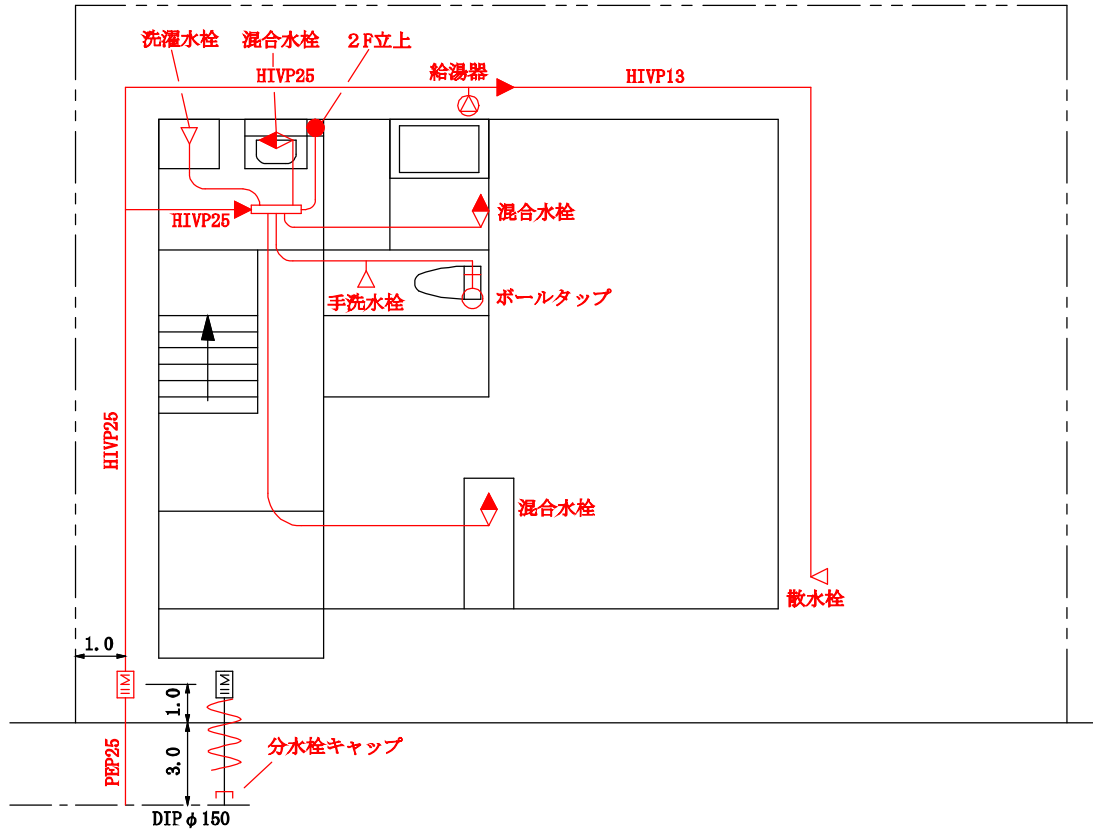 洗濯水栓
混合水栓
2F立上
HIVP25
給湯器
HIVP13
HIVP25
混合水栓
手洗水栓
ボールタップ
HIVP25
混合水栓
散水栓
1.0
M
M
1.0
PEP25
3.0
分水栓キャップ
DIPφ150